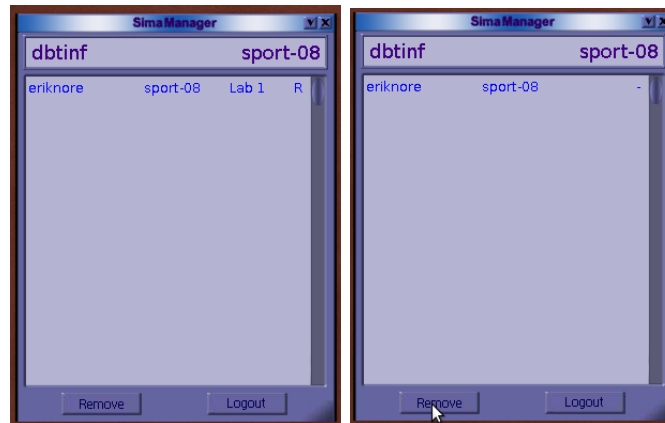 SimaManager
dbtinf sport-08
eriknore sport-08 Lab 1 R
Remove Logout
SimaManager
dbtinf sport-08
eriknore sport-08 -
Remove Logout